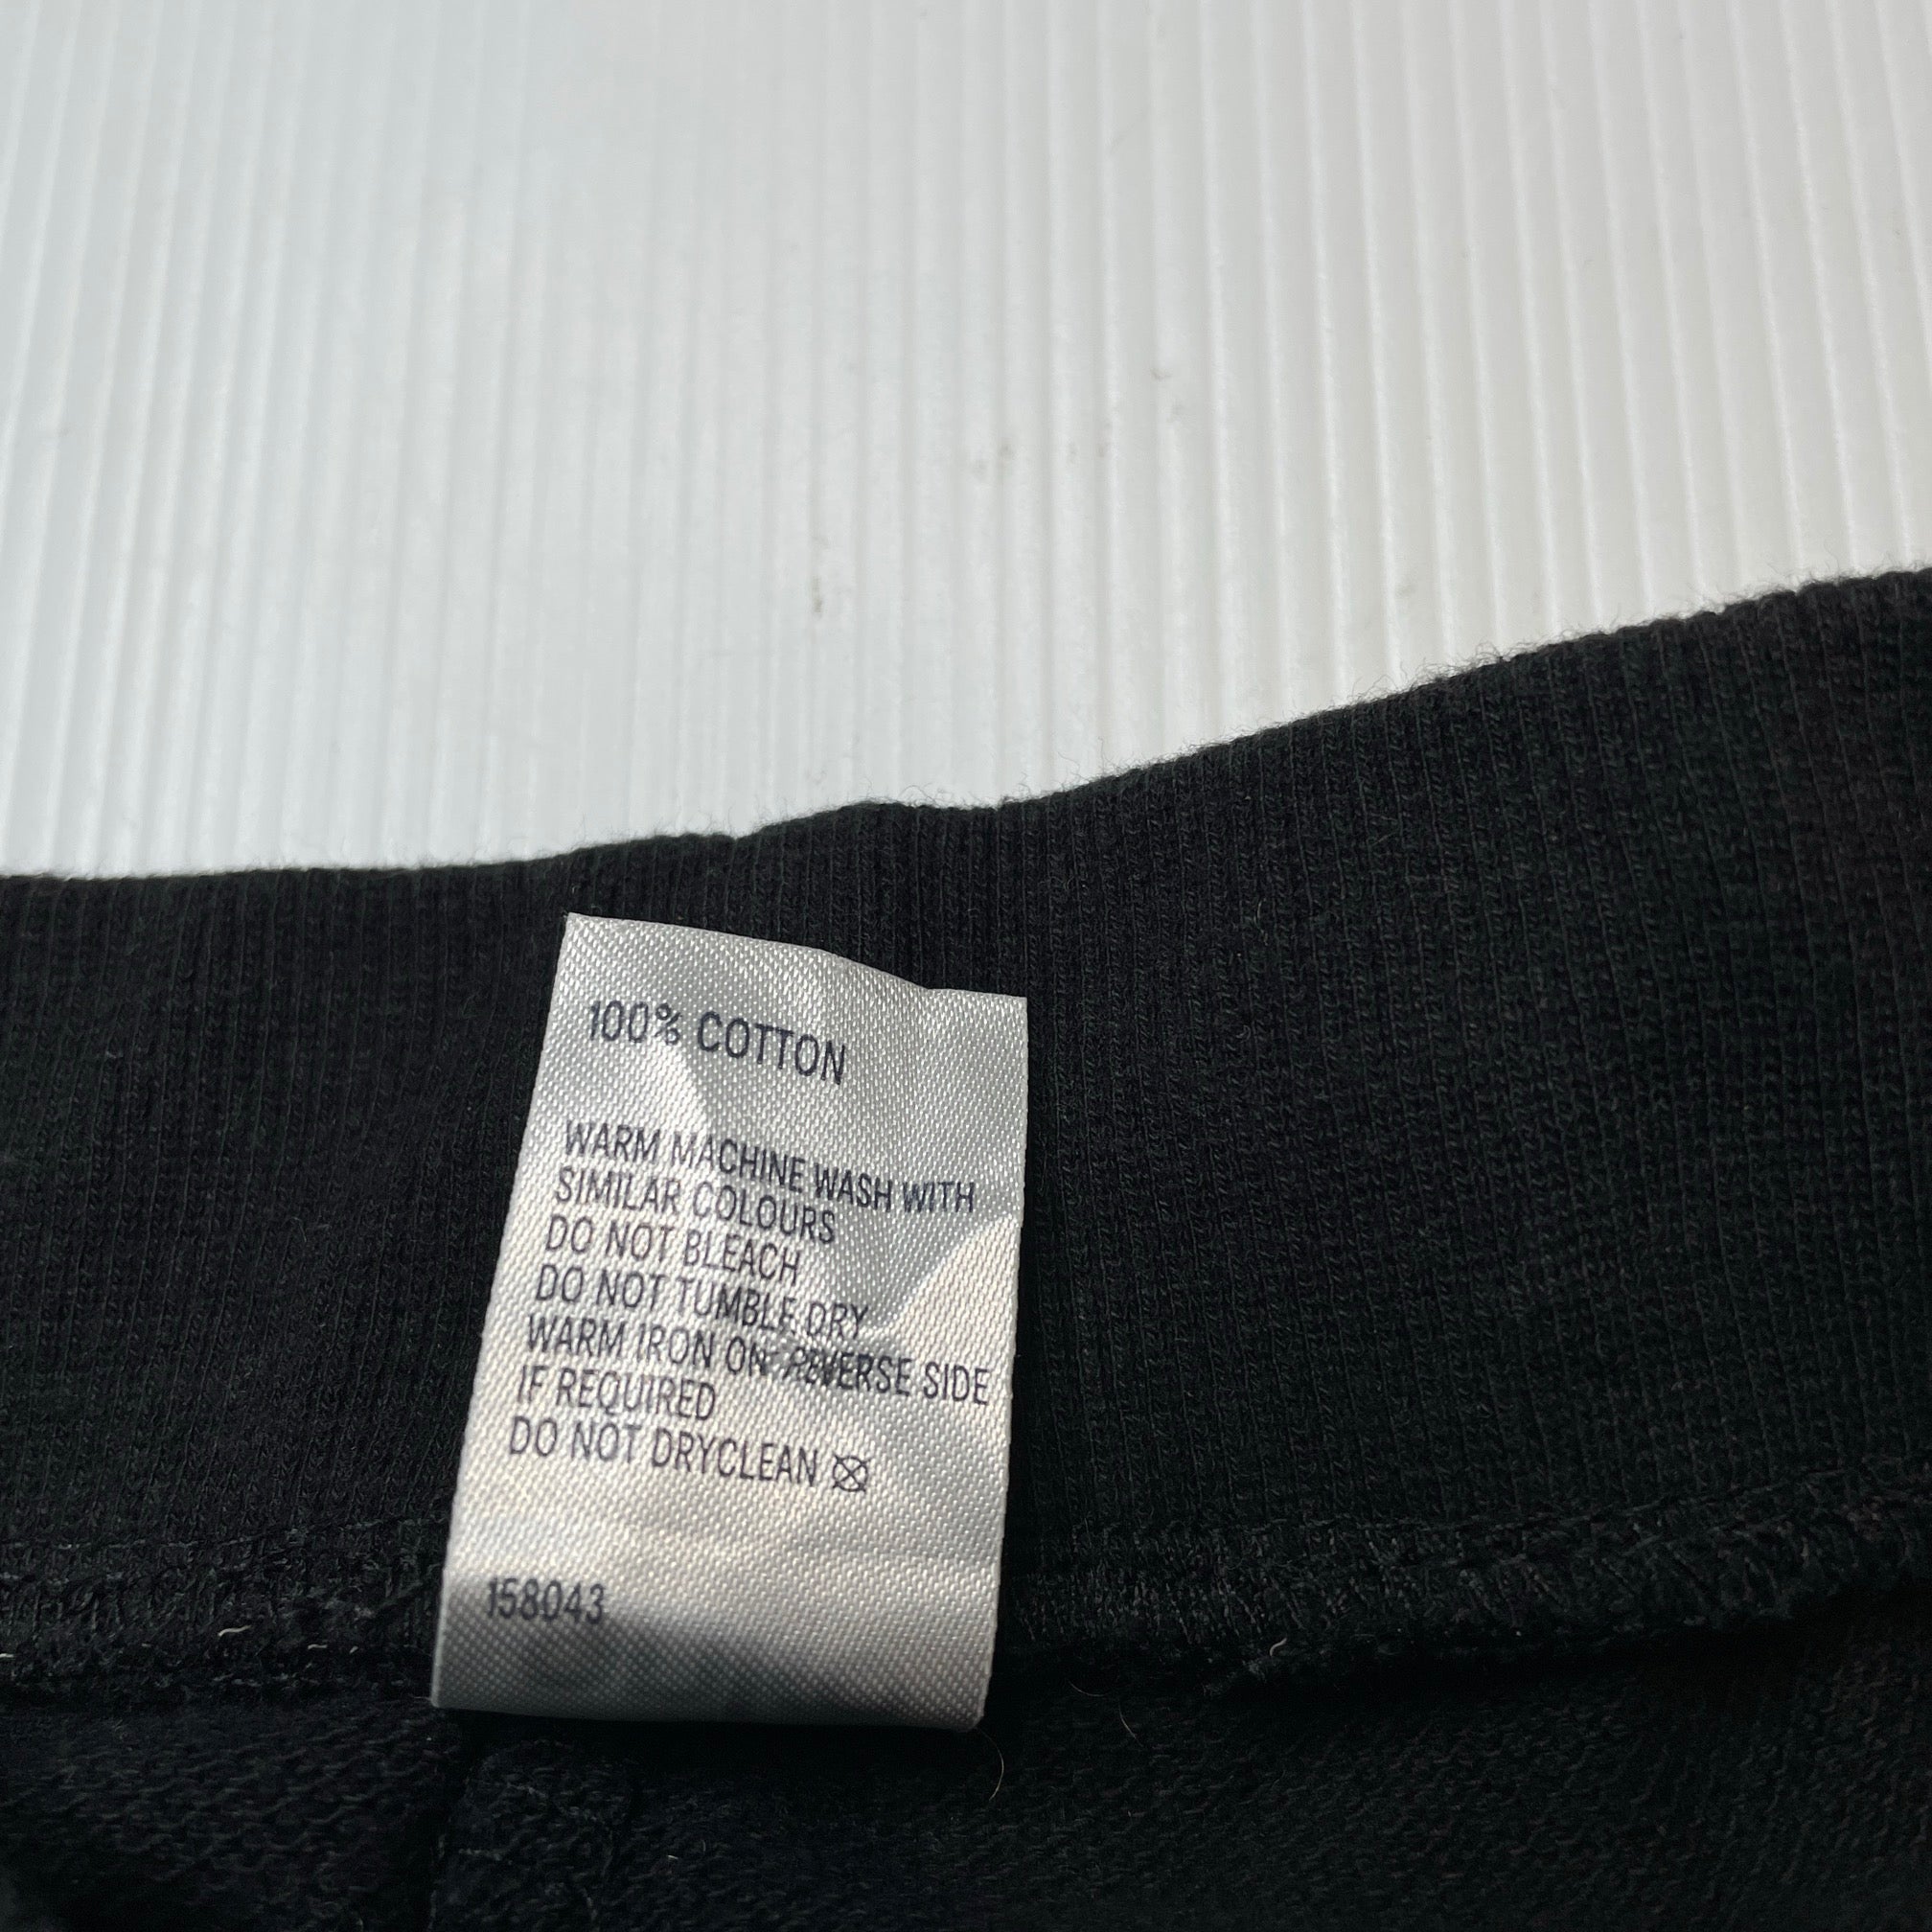 100% COTTON
WARM MACHINE WASH WITH
SIMILAR COLOURS
DO NOT BLEACH
DO NOT TUMBLE DRY
WARM IRON ON REVERSE SIDE
IF REQUIRED
DO NOT DRYCLEAN
158043